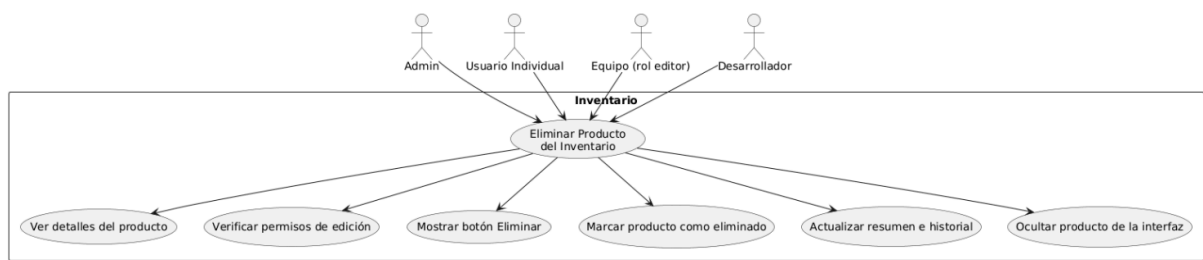 Admin
Usuario Individual
Equipo (rol editor)
Desarrollador
Inventario
Eliminar Producto
del Inventario
Ver detalles del producto
Verificar permisos de edición
Mostrar botón Eliminar
Marcar producto como eliminado
Actualizar resumen e historial
Ocultar producto de la interfaz